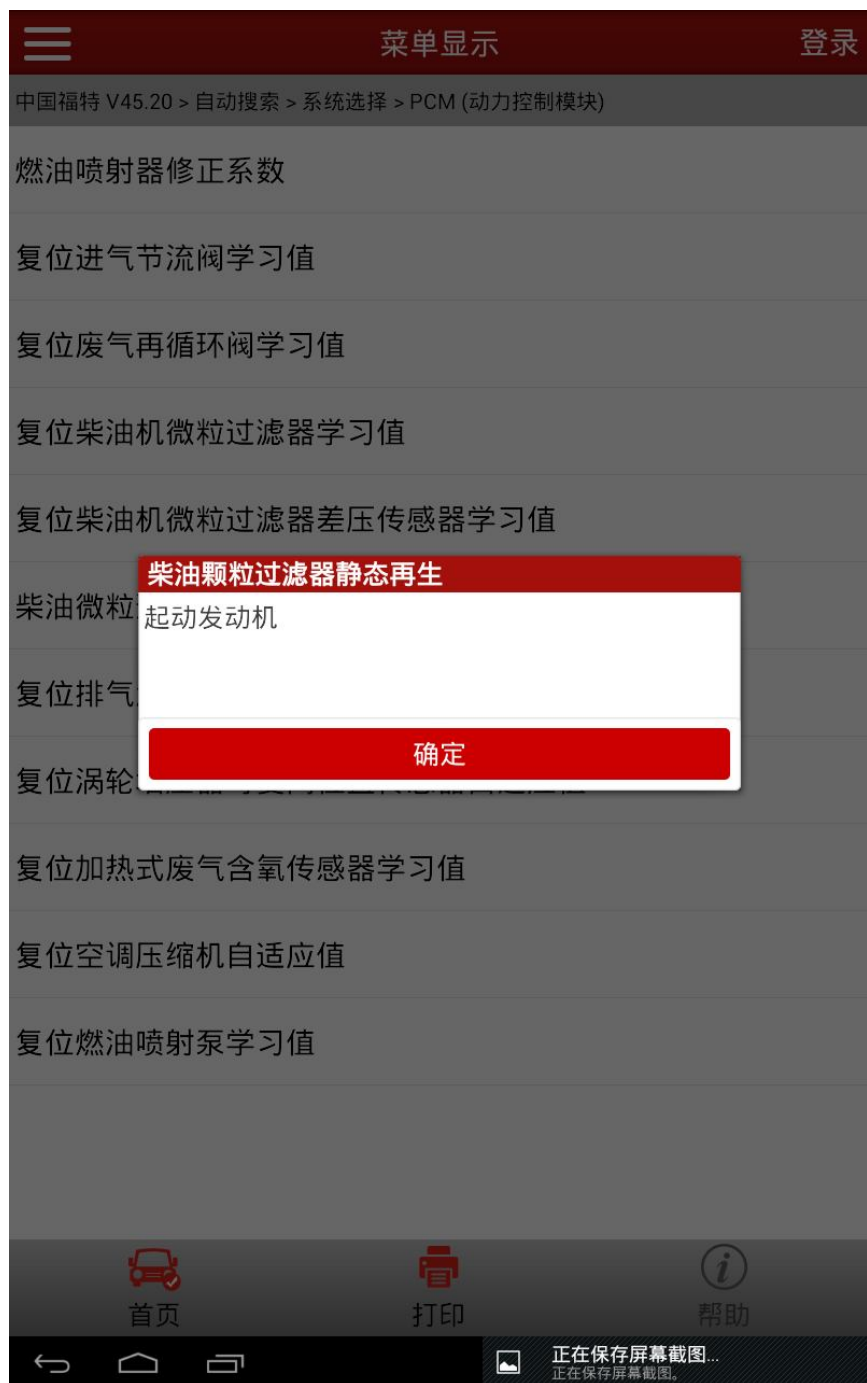 菜单显示
登录
中国福特 V45.20 > 自动搜索 > 系统选择 > PCM (动力控制模块)
燃油喷射器修正系数
复位进气节流阀学习值
复位废气再循环阀学习值
复位柴油机微粒过滤器学习值
复位柴油机微粒过滤器差压传感器学习值
柴油颗粒过滤器静态再生
柴油微粒
起动发动机
复位排气
确定
复位涡轮
复位加热式废气含氧传感器学习值
复位空调压缩机自适应值
复位燃油喷射泵学习值
首页
打印
帮助
正在保存屏幕截图...
正在保存屏幕截图。